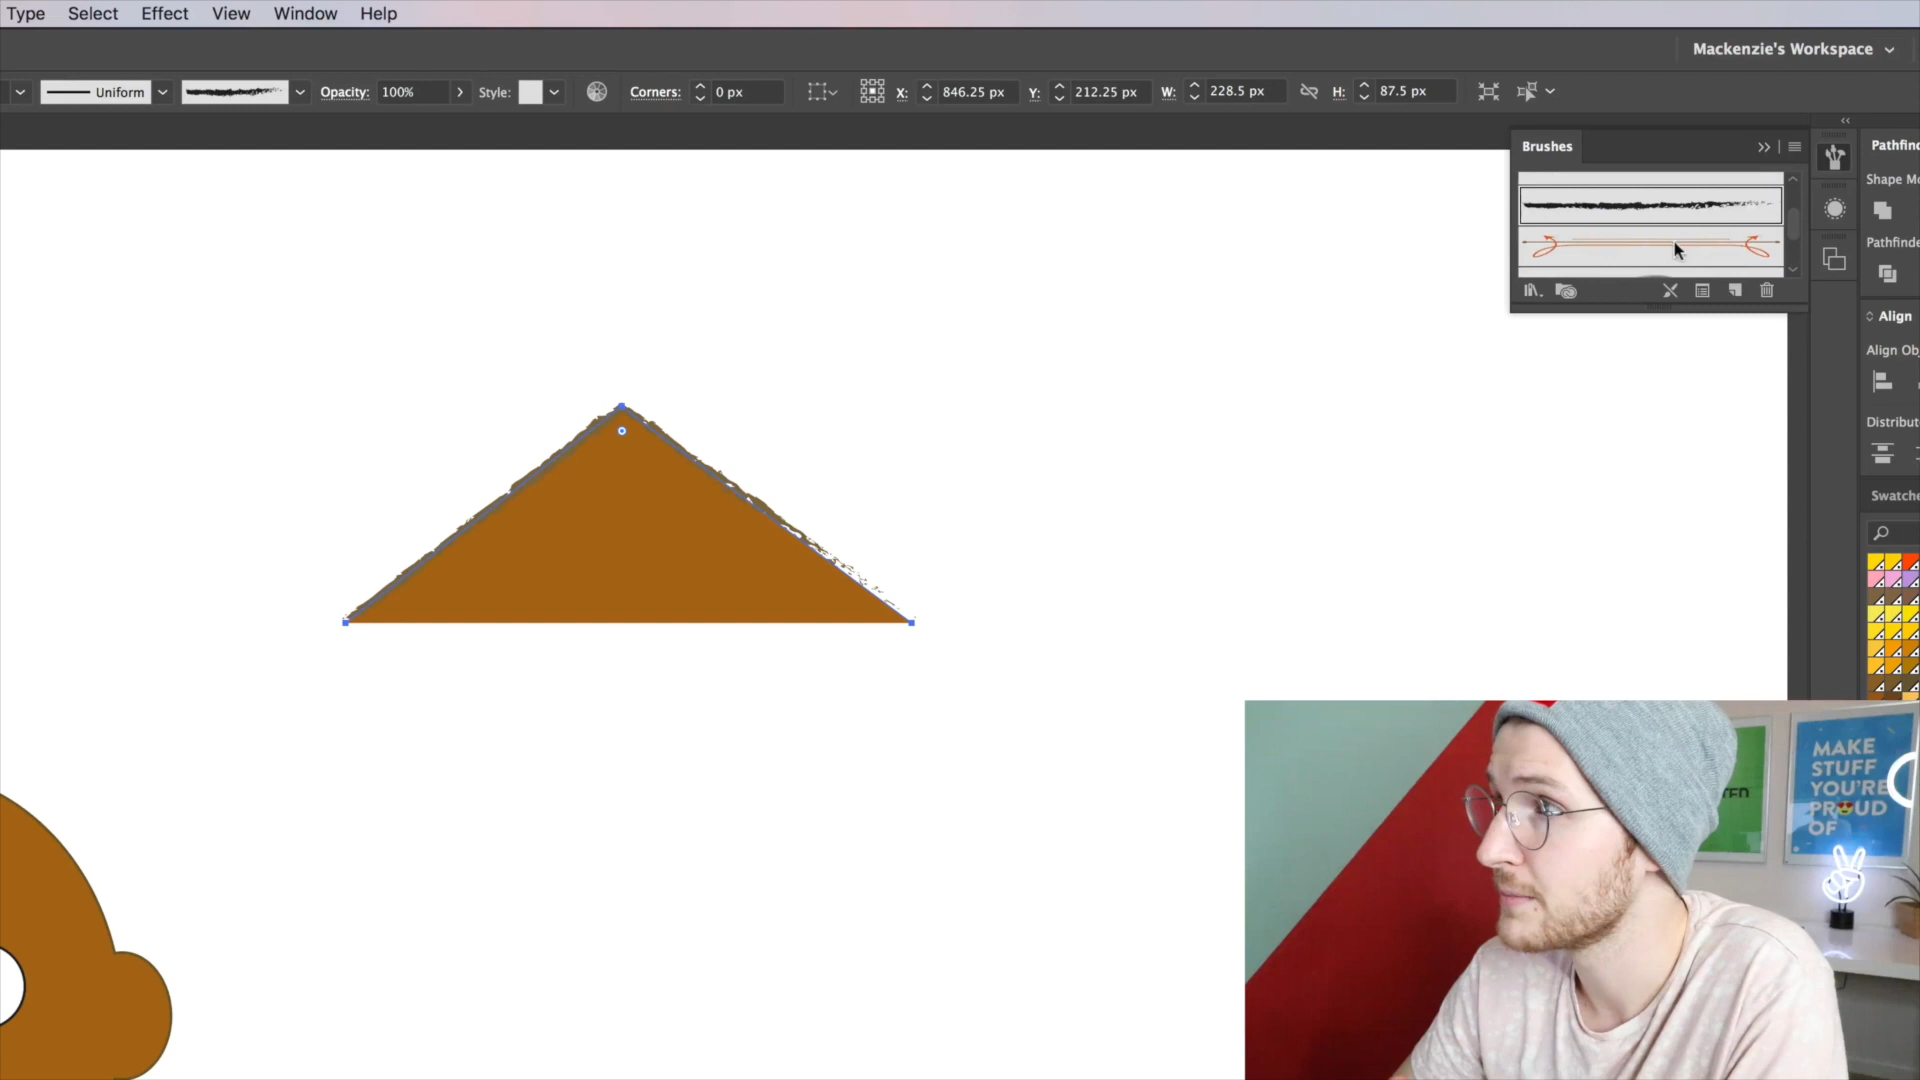 Type Select Effect View Window Help
Mackenzie's Workspace
Uniform Opacity: 100% Style: Corners: 0 px X: 846.25 px Y: 212.25 px W: 228.5 px H: 87.5 px
Brushes
Pathfin
Shape Mo
Pathfinde
Align
Align Ob
Distribut
Swatche
MAKE
STUFF
YOU'RE
PROUD
OF